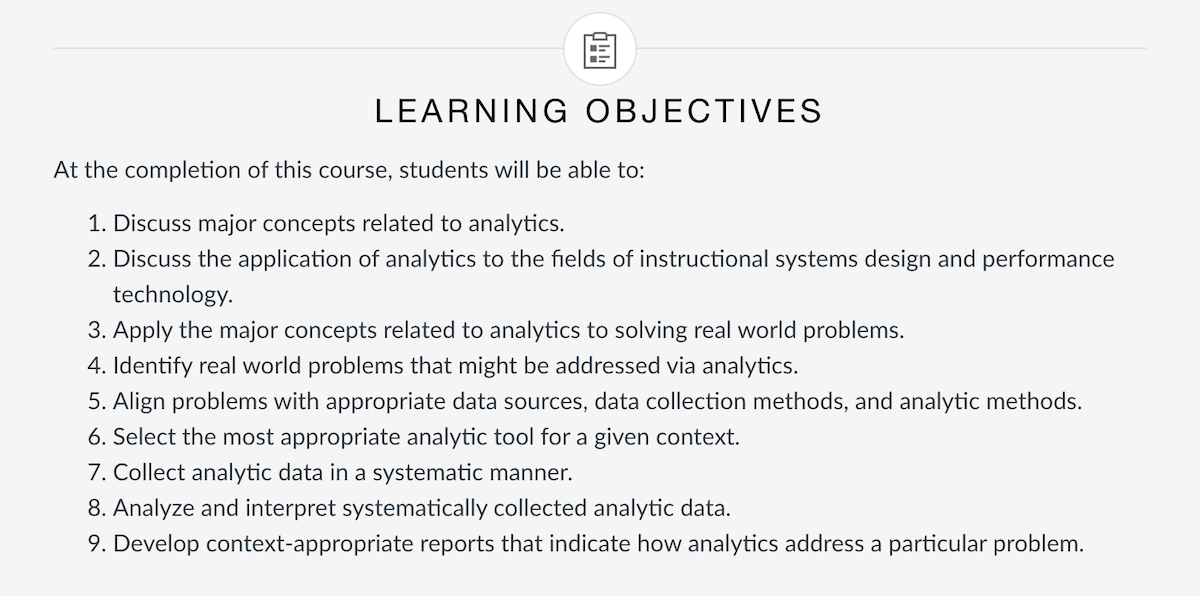 LEARNING OBJECTIVES
At the completion of this course, students will be able to:
1. Discuss major concepts related to analytics.
2. Discuss the application of analytics to the fields of instructional systems design and performance
technology.
3. Apply the major concepts related to analytics to solving real world problems.
4. Identify real world problems that might be addressed via analytics.
5. Align problems with appropriate data sources, data collection methods, and analytic methods.
6. Select the most appropriate analytic tool for a given context.
7. Collect analytic data in a systematic manner.
8. Analyze and interpret systematically collected analytic data.
9. Develop context-appropriate reports that indicate how analytics address a particular problem.